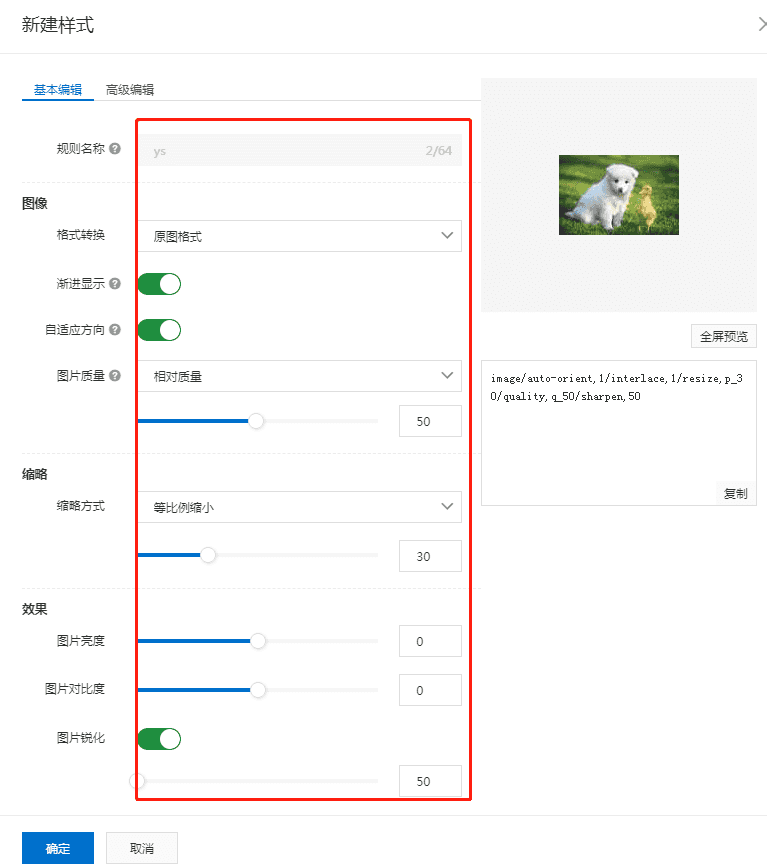 新建样式
基本编辑 高级编辑
规则名称 ? ys 2/64
图像
格式转换 原图格式
渐进显示 ?
自适应方向 ?
图片质量 ? 相对质量
50
缩略
缩略方式 等比例缩小
30
效果
图片亮度 0
图片对比度 0
图片锐化
50
确定 取消
全屏预览
image/auto-orient,1/interlace,1/resize,p_3
0/quality,q_50/sharpen,50
复制